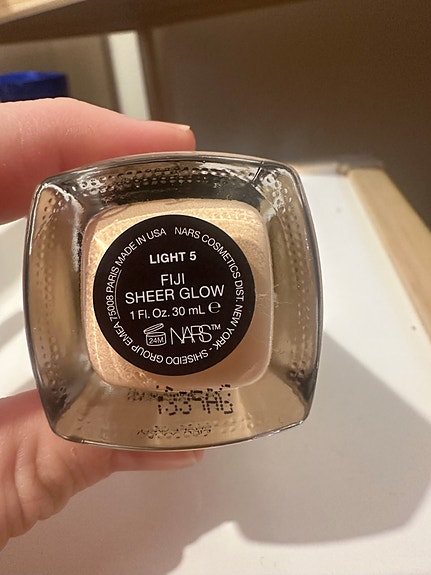 LIGHT 5
FIJI
SHEER GLOW
1 Fl. Oz. 30 mL ℮
24M NARS™
NARS COSMETICS DIST. NEW YORK - SHISEIDO GROUP EMEA 75008 PARIS MADE IN USA